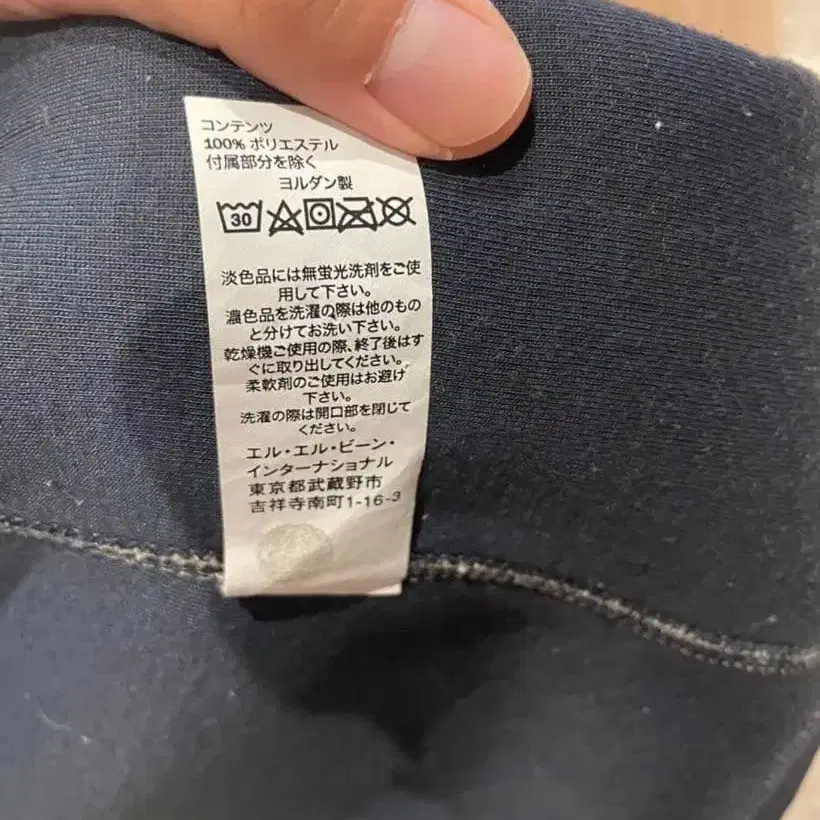 コンテンツ
100% ポリエステル
付属部分を除く
ヨルダン製
30
淡色品には無蛍光洗剤をご使
用して下さい。
濃色品を洗濯の際は他のもの
と分けてお洗い下さい。
乾燥機ご使用の際、終了後はす
ぐに取り出してください。
柔軟剤のご使用はお避け
下さい。
洗濯の際は開口部を閉じて
ください。
エル・エル・ビーン・
インターナショナル
東京都武蔵野市
吉祥寺南町1-16-3